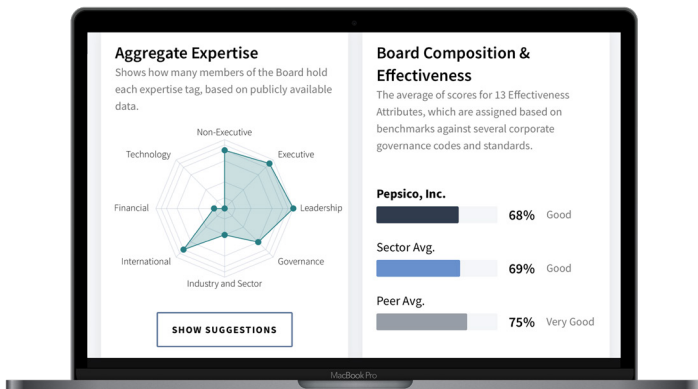 Aggregate Expertise
Shows how many members of the Board hold
each expertise tag, based on publicly available
data.
Non-Executive
Technology
Executive
Financial
Leadership
International
Governance
Industry and Sector
SHOW SUGGESTIONS
Board Composition &
Effectiveness
The average of scores for 13 Effectiveness
Attributes, which are assigned based on
benchmarks against several corporate
governance codes and standards.
Pepsico, Inc.
68% Good
Sector Avg.
69% Good
Peer Avg.
75% Very Good
MacBook Pro